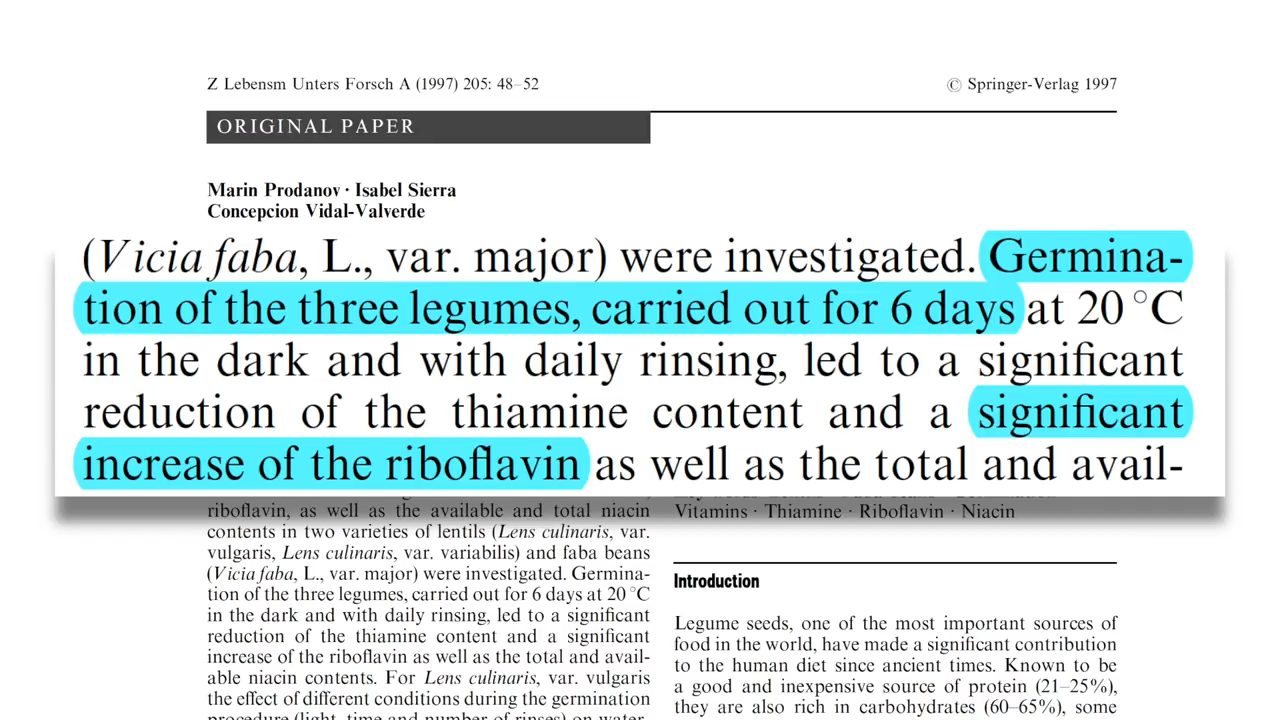 Z Lebensm Unters Forsch A (1997) 205: 48–52
© Springer-Verlag 1997
ORIGINAL PAPER
Marin Prodanov · Isabel Sierra
Concepcion Vidal-Valverde
(Vicia faba, L., var. major) were investigated. Germina-
tion of the three legumes, carried out for 6 days at 20 °C
in the dark and with daily rinsing, led to a significant
reduction of the thiamine content and a significant
increase of the riboflavin as well as the total and avail-
riboflavin, as well as the available and total niacin
contents in two varieties of lentils (Lens culinaris, var.
vulgaris, Lens culinaris, var. variabilis) and faba beans
(Vicia faba, L., var. major) were investigated. Germina-
tion of the three legumes, carried out for 6 days at 20 °C
in the dark and with daily rinsing, led to a significant
reduction of the thiamine content and a significant
increase of the riboflavin as well as the total and avail-
able niacin contents. For Lens culinaris, var. vulgaris
the effect of different conditions during the germination
procedure (light, time and number of rinses) on water-
Vitamins · Thiamine · Riboflavin · Niacin
Introduction
Legume seeds, one of the most important sources of
food in the world, have made a significant contribution
to the human diet since ancient times. Known to be
a good and inexpensive source of protein (21–25%),
they are also rich in carbohydrates (60–65%), some